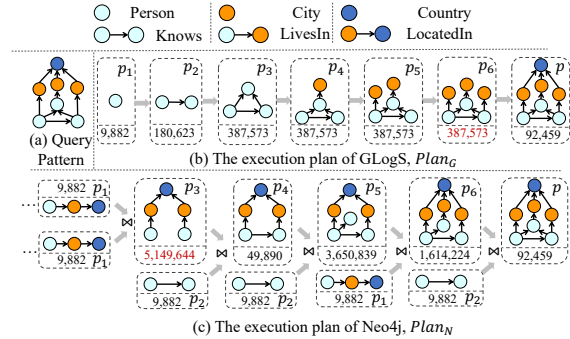 Person City Country
Knows LivesIn LocatedIn
p₁ p₂ p₃ p₄ p₅ p₆ p
9,882 180,623 387,573 387,573 387,573 387,573 92,459
(a) Query
Pattern
(b) The execution plan of GLogS, Plan_G
9,882 p₁
... 
9,882 p₁
⋈ p₃ p₄ p₅ p₆ p
5,149,644 ⋈ 49,890 ⋈ 3,650,839 ⋈ 1,614,224 ⋈ 92,459
9,882 p₂ 9,882 p₂ 9,882 p₁ 9,882 p₂
(c) The execution plan of Neo4j, Plan_N